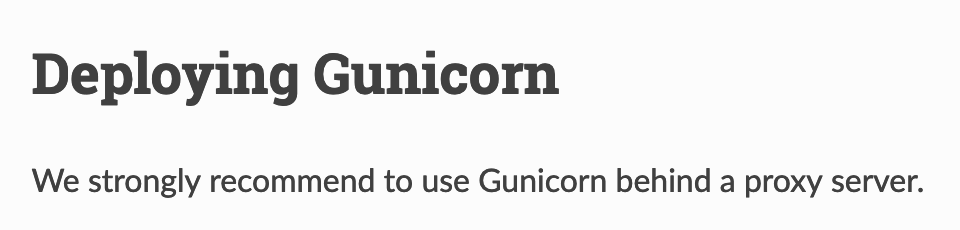 Deploying Gunicorn
We strongly recommend to use Gunicorn behind a proxy server.